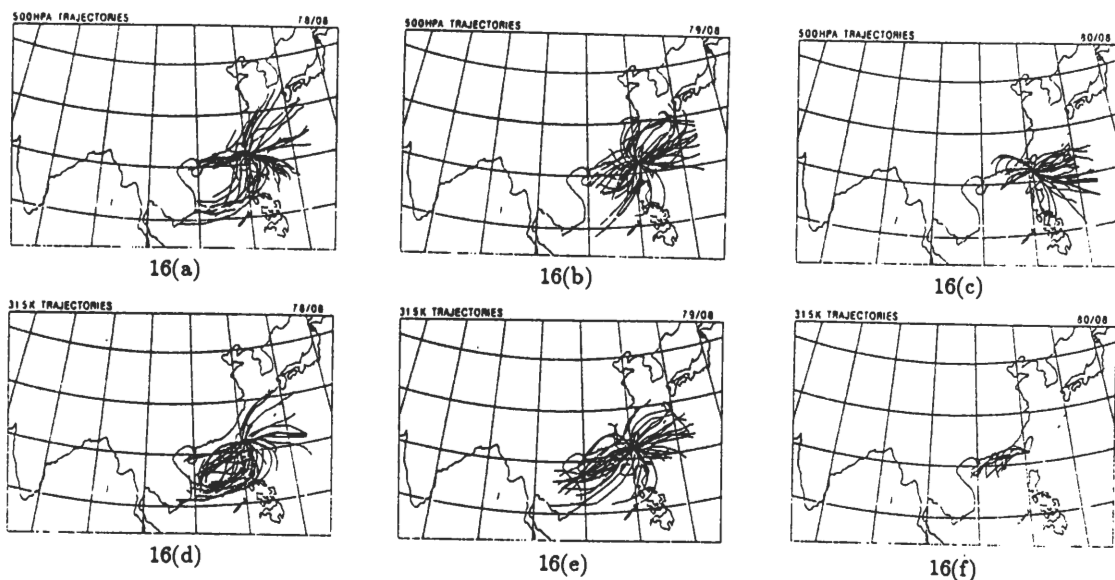 500HPA TRAJECTORIES 78/08
500HPA TRAJECTORIES 79/08
500HPA TRAJECTORIES 80/08
16(a)
16(b)
16(c)
315K TRAJECTORIES 78/08
315K TRAJECTORIES 79/08
315K TRAJECTORIES 80/08
16(d)
16(e)
16(f)